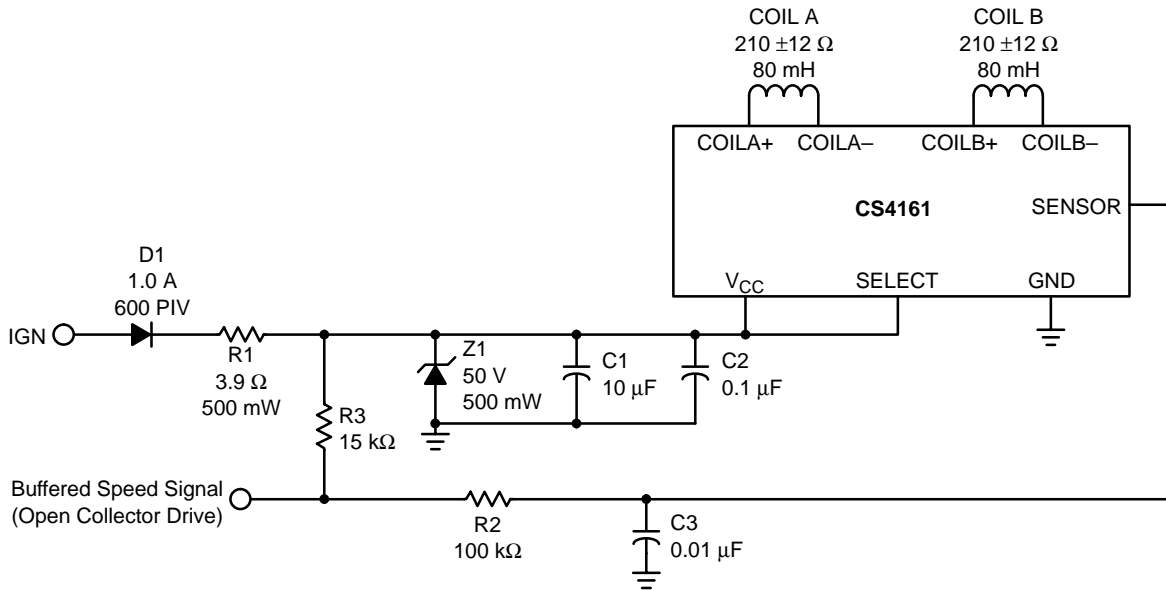 COIL A
210 ±12 Ω
80 mH
COIL B
210 ±12 Ω
80 mH
COILA+ COILA– COILB+ COILB–
CS4161
SENSOR
VCC
SELECT
GND
D1
1.0 A
600 PIV
IGN
R1
3.9 Ω
500 mW
Z1
50 V
500 mW
C1
10 μF
C2
0.1 μF
R3
15 kΩ
Buffered Speed Signal
(Open Collector Drive)
R2
100 kΩ
C3
0.01 μF